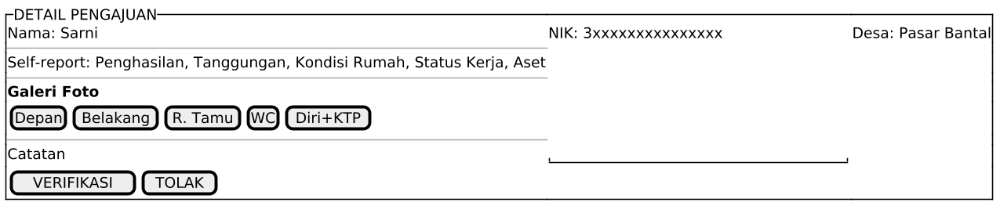 DETAIL PENGAJUAN
Nama: Sarni NIK: 3xxxxxxxxxxxxxxx Desa: Pasar Bantal
Self-report: Penghasilan, Tanggungan, Kondisi Rumah, Status Kerja, Aset
Galeri Foto
Depan Belakang R. Tamu WC Diri+KTP
Catatan
VERIFIKASI TOLAK